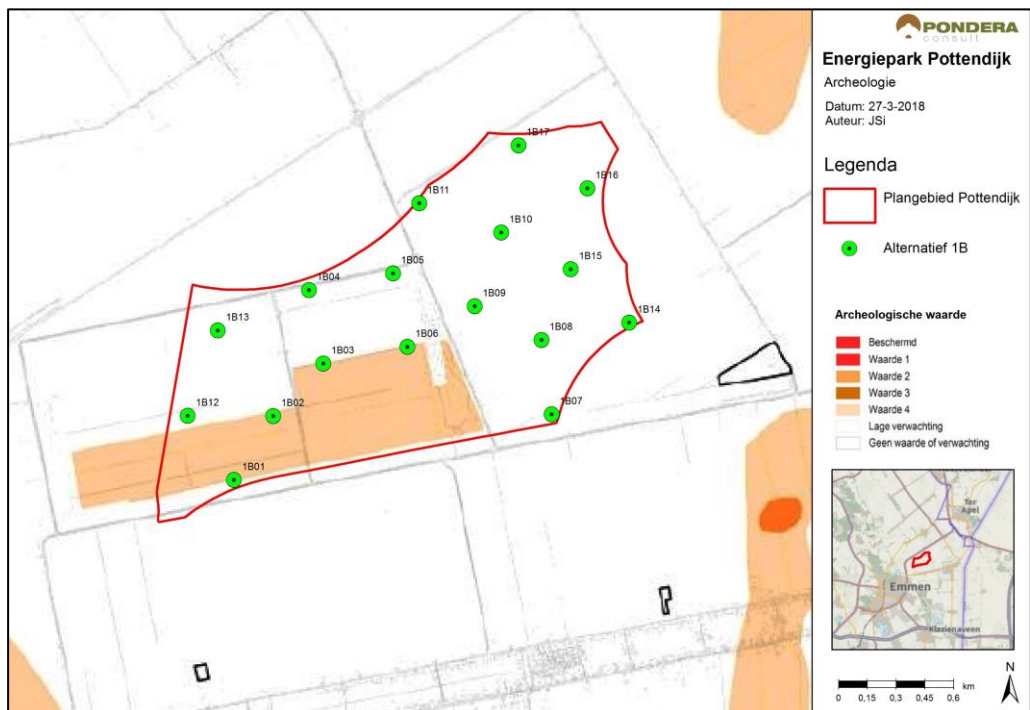 1B17
1B16
1B11
1B10
1B15
1B05
1B04
1B09
1B14
1B13
1B08
1B06
1B03
1B07
1B12
1B02
1B01
PONDERA
consult
Energiepark Pottendijk
Archeologie
Datum: 27-3-2018
Auteur: JSi
Legenda
Plangebied Pottendijk
Alternatief 1B
Archeologische waarde
Beschermd
Waarde 1
Waarde 2
Waarde 3
Waarde 4
Lage verwachting
Geen waarde of verwachting
Ter
Apel
Emmen
Klazienaveen
N
km
0 0,15 0,3 0,45 0,6